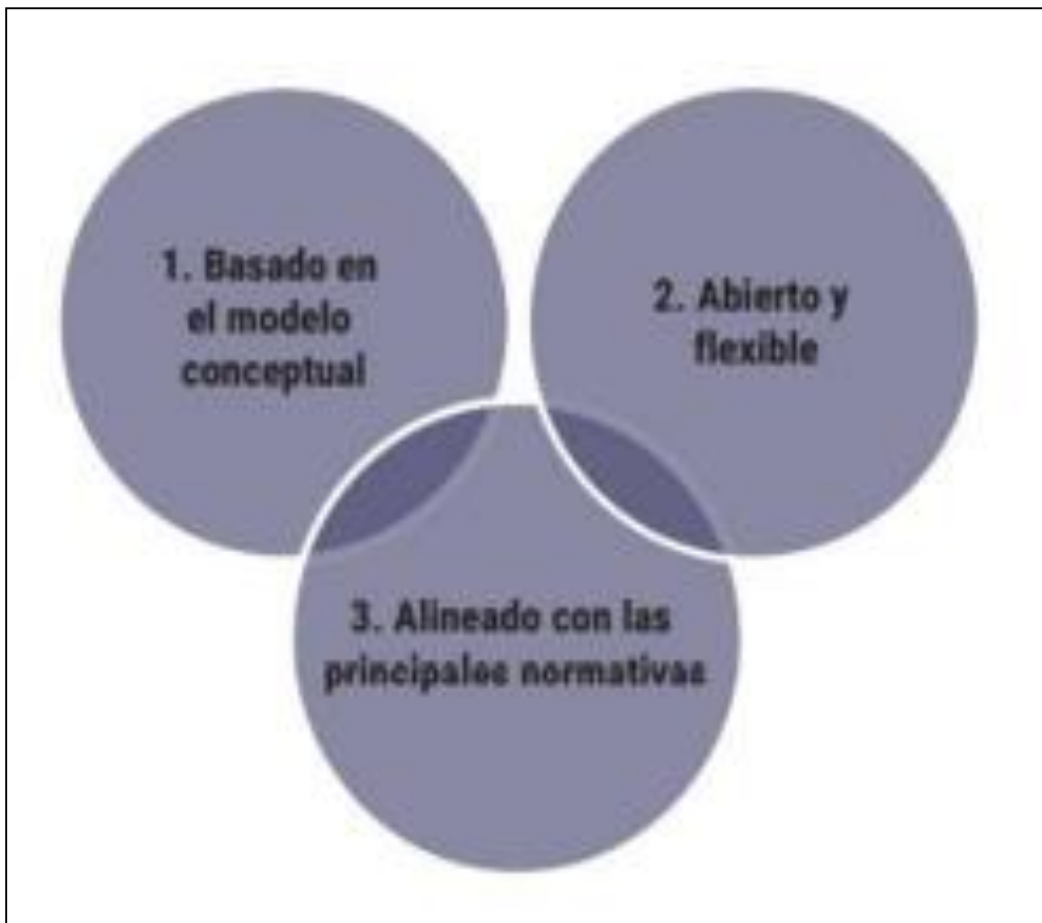 1. Basado en
el modelo
conceptual
2. Abierto y
flexible
3. Alineado con las
principales normativas